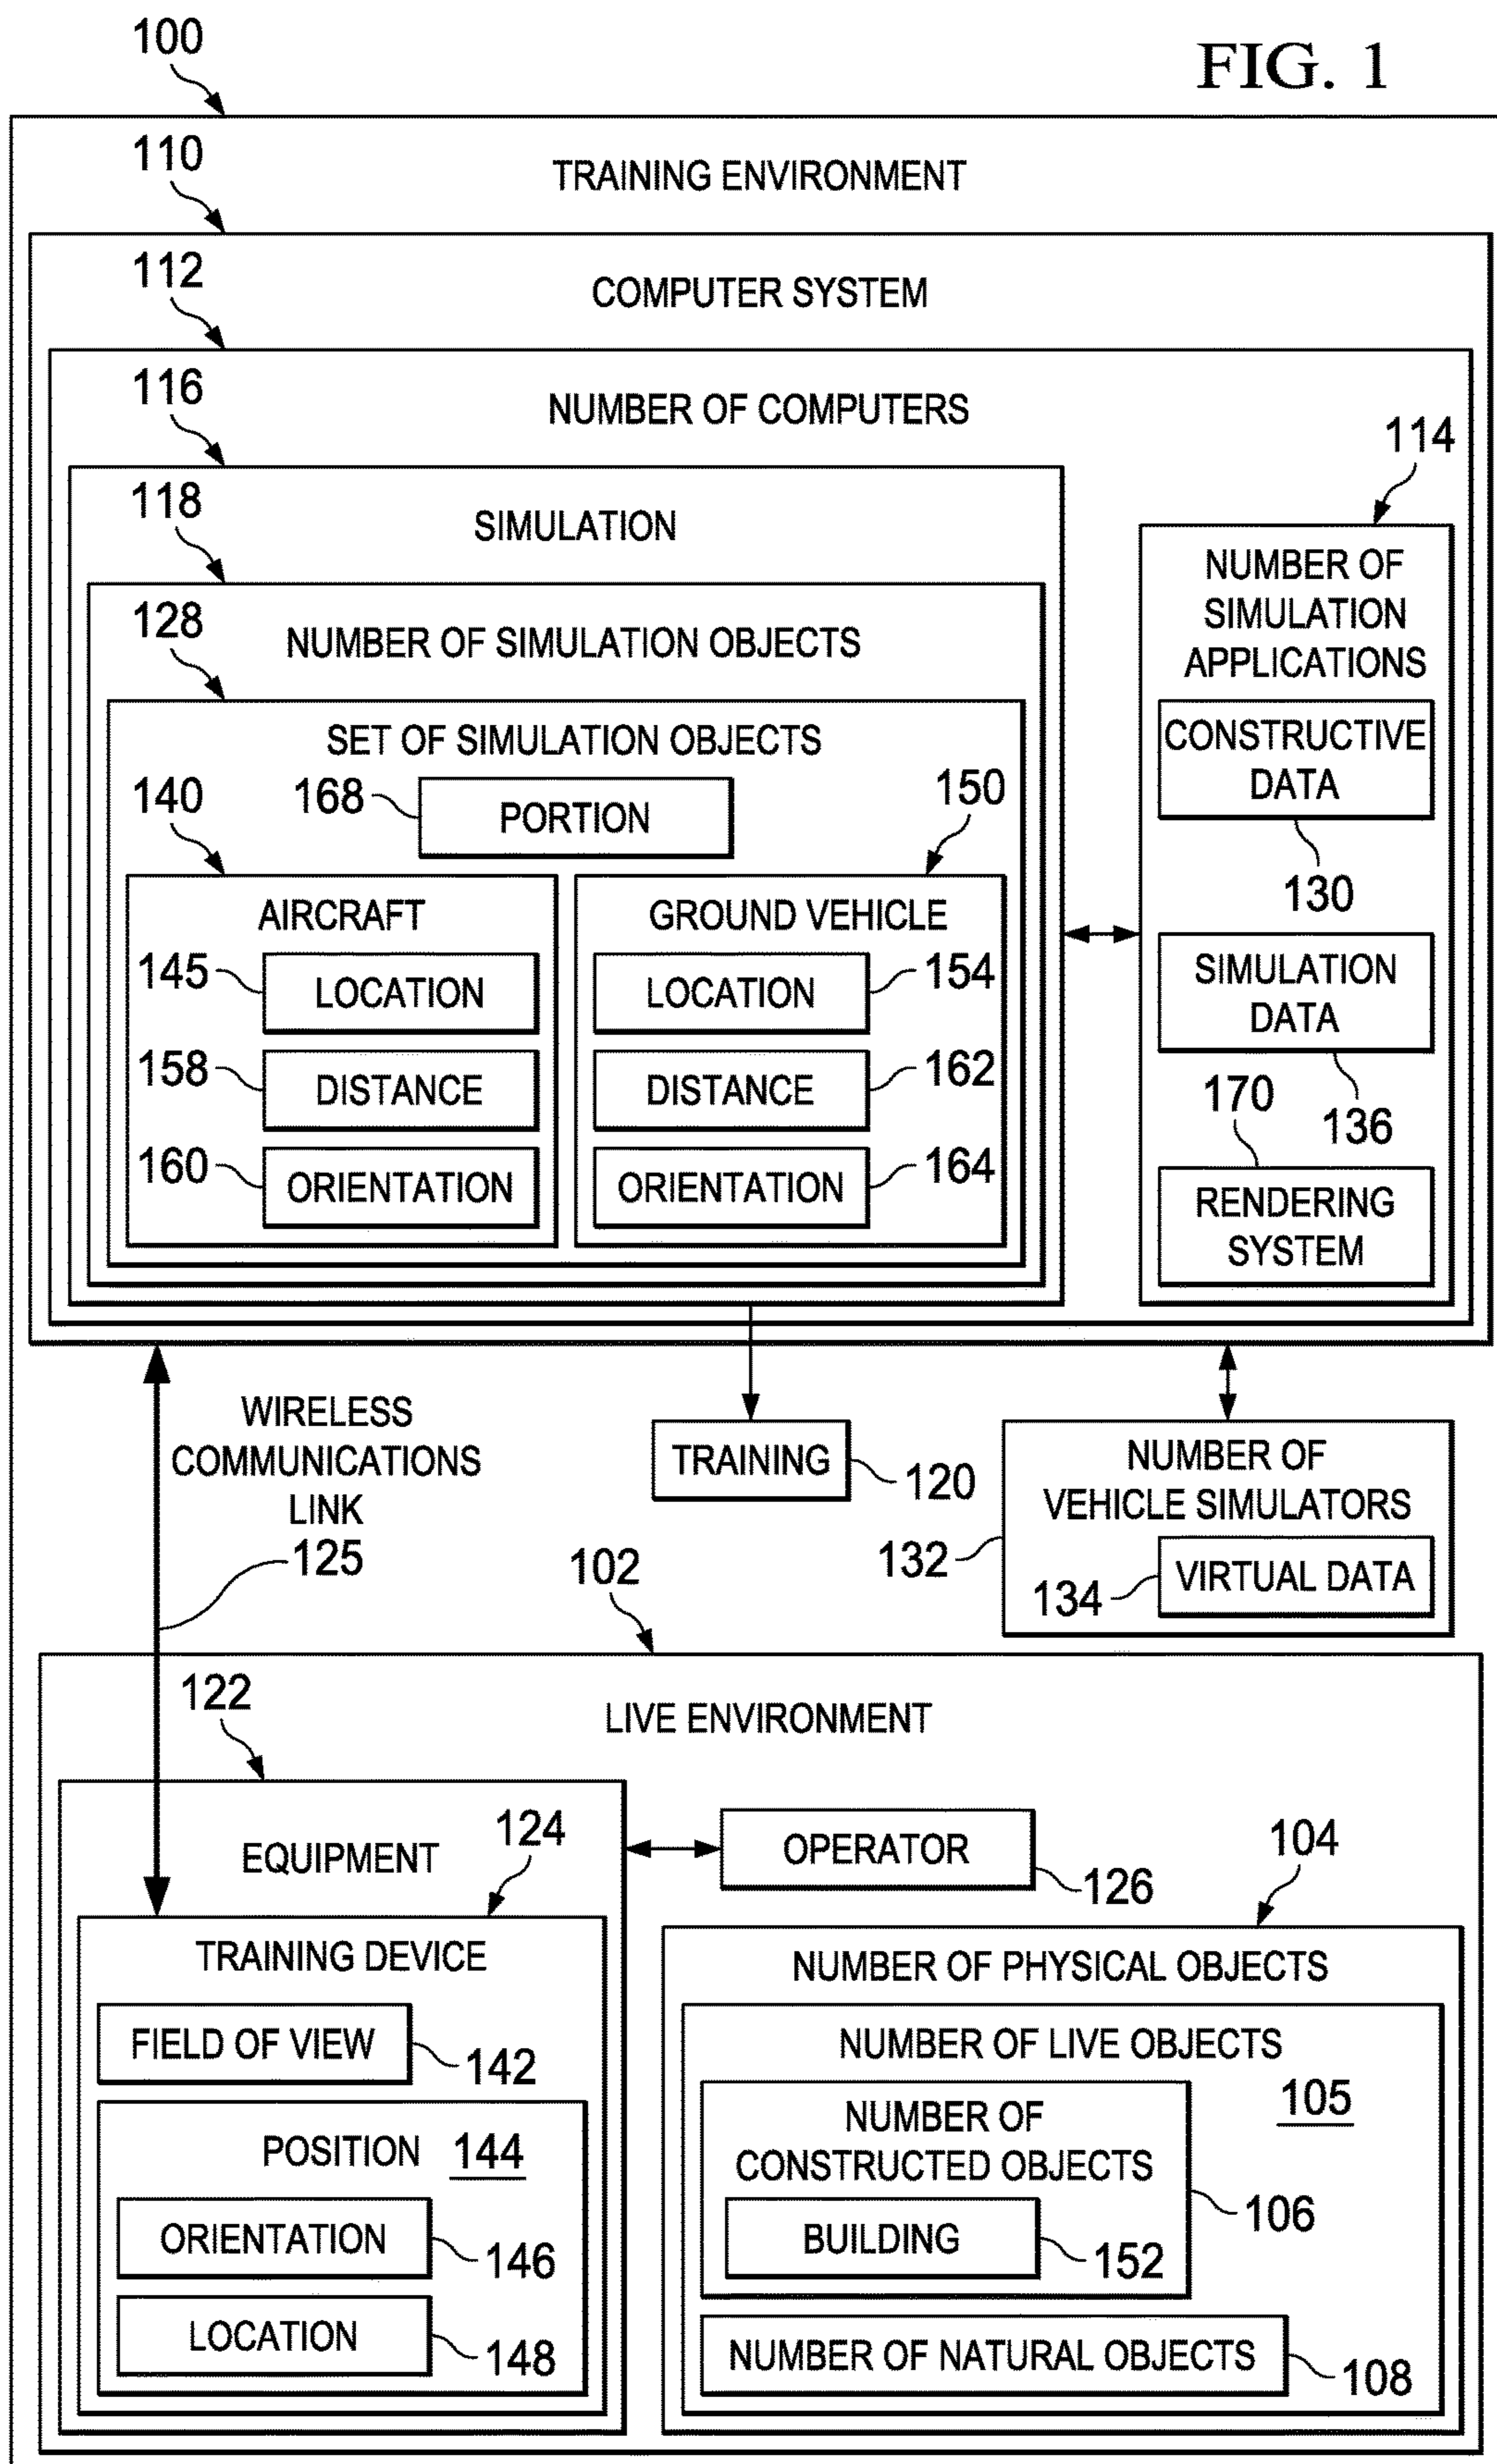 FIG. 1
100
TRAINING ENVIRONMENT
110
COMPUTER SYSTEM
112
NUMBER OF COMPUTERS
116
SIMULATION
118
NUMBER OF SIMULATION OBJECTS
128
SET OF SIMULATION OBJECTS
168
PORTION
140
AIRCRAFT
145
LOCATION
158
DISTANCE
160
ORIENTATION
150
GROUND VEHICLE
LOCATION
154
DISTANCE
162
ORIENTATION
164
114
NUMBER OF
SIMULATION
APPLICATIONS
CONSTRUCTIVE
DATA
130
SIMULATION
DATA
136
170
RENDERING
SYSTEM
WIRELESS
COMMUNICATIONS
LINK
125
TRAINING
120
NUMBER OF
VEHICLE SIMULATORS
132
134
VIRTUAL DATA
102
LIVE ENVIRONMENT
122
EQUIPMENT
124
TRAINING DEVICE
FIELD OF VIEW
142
POSITION
144
ORIENTATION
146
LOCATION
148
OPERATOR
126
104
NUMBER OF PHYSICAL OBJECTS
NUMBER OF LIVE OBJECTS
105
NUMBER OF
CONSTRUCTED OBJECTS
106
BUILDING
152
NUMBER OF NATURAL OBJECTS
108